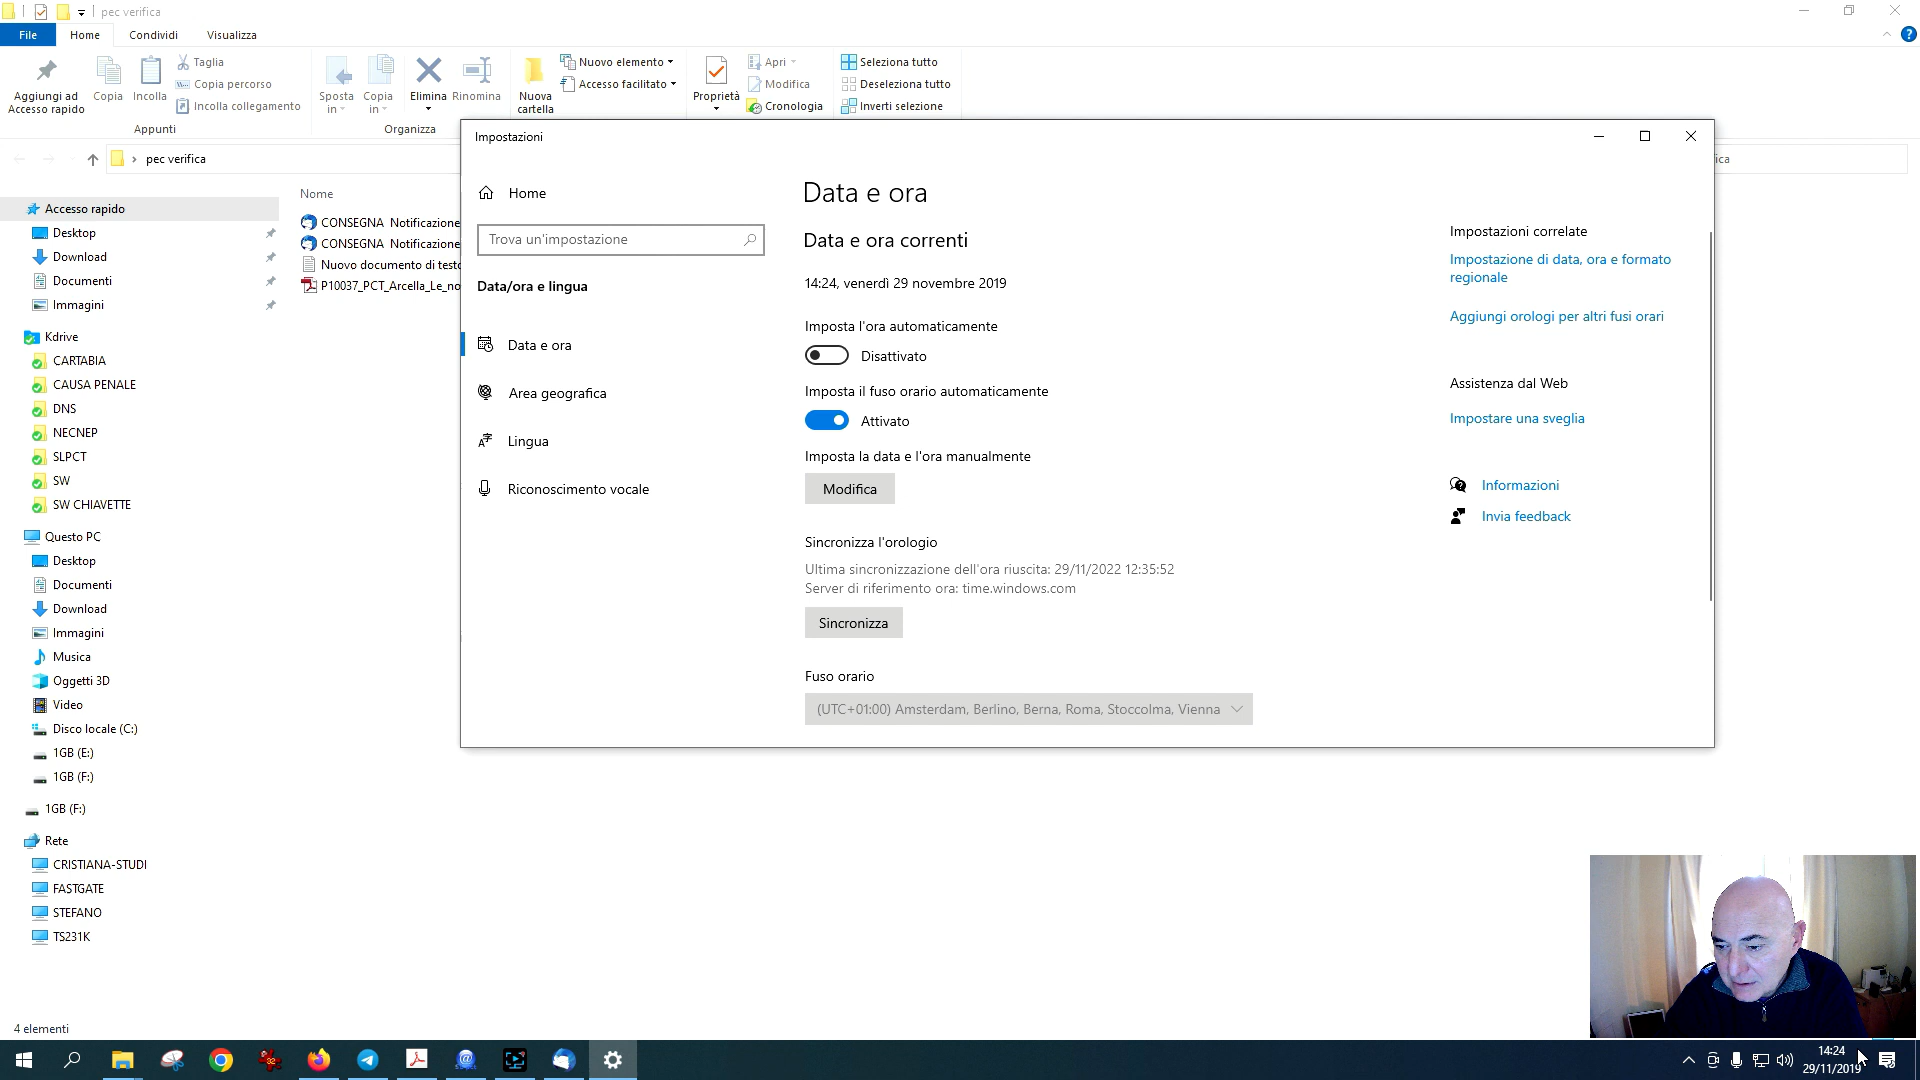 pec verifica
File
Home
Condividi
Visualizza
Aggiungi ad
Accesso rapido
Copia
Incolla
Taglia
Copia percorso
Incolla collegamento
Appunti
Sposta
in
Copia
in
Elimina
Rinomina
Organizza
Nuova
cartella
Nuovo elemento
Accesso facilitato
Proprietà
Apri
Modifica
Cronologia
Seleziona tutto
Deseleziona tutto
Inverti selezione
pec verifica
ica
Accesso rapido
Desktop
Download
Documenti
Immagini
Kdrive
CARTABIA
CAUSA PENALE
DNS
NECNEP
SLPCT
SW
SW CHIAVETTE
Questo PC
Desktop
Documenti
Download
Immagini
Musica
Oggetti 3D
Video
Disco locale (C:)
1GB (E:)
1GB (F:)
1GB (F:)
Rete
CRISTIANA-STUDI
FASTGATE
STEFANO
TS231K
4 elementi
Nome
CONSEGNA Notificazione
CONSEGNA Notificazione
Nuovo documento di testo
P10037_PCT_Arcella_Le_no
Impostazioni
Home
Trova un'impostazione
Data/ora e lingua
Data e ora
Area geografica
Lingua
Riconoscimento vocale
Data e ora
Data e ora correnti
14:24, venerdì 29 novembre 2019
Imposta l'ora automaticamente
Disattivato
Imposta il fuso orario automaticamente
Attivato
Imposta la data e l'ora manualmente
Modifica
Sincronizza l'orologio
Ultima sincronizzazione dell'ora riuscita: 29/11/2022 12:35:52
Server di riferimento ora: time.windows.com
Sincronizza
Fuso orario
(UTC+01:00) Amsterdam, Berlino, Berna, Roma, Stoccolma, Vienna
Impostazioni correlate
Impostazione di data, ora e formato
regionale
Aggiungi orologi per altri fusi orari
Assistenza dal Web
Impostare una sveglia
Informazioni
Invia feedback
14:24
29/11/2019